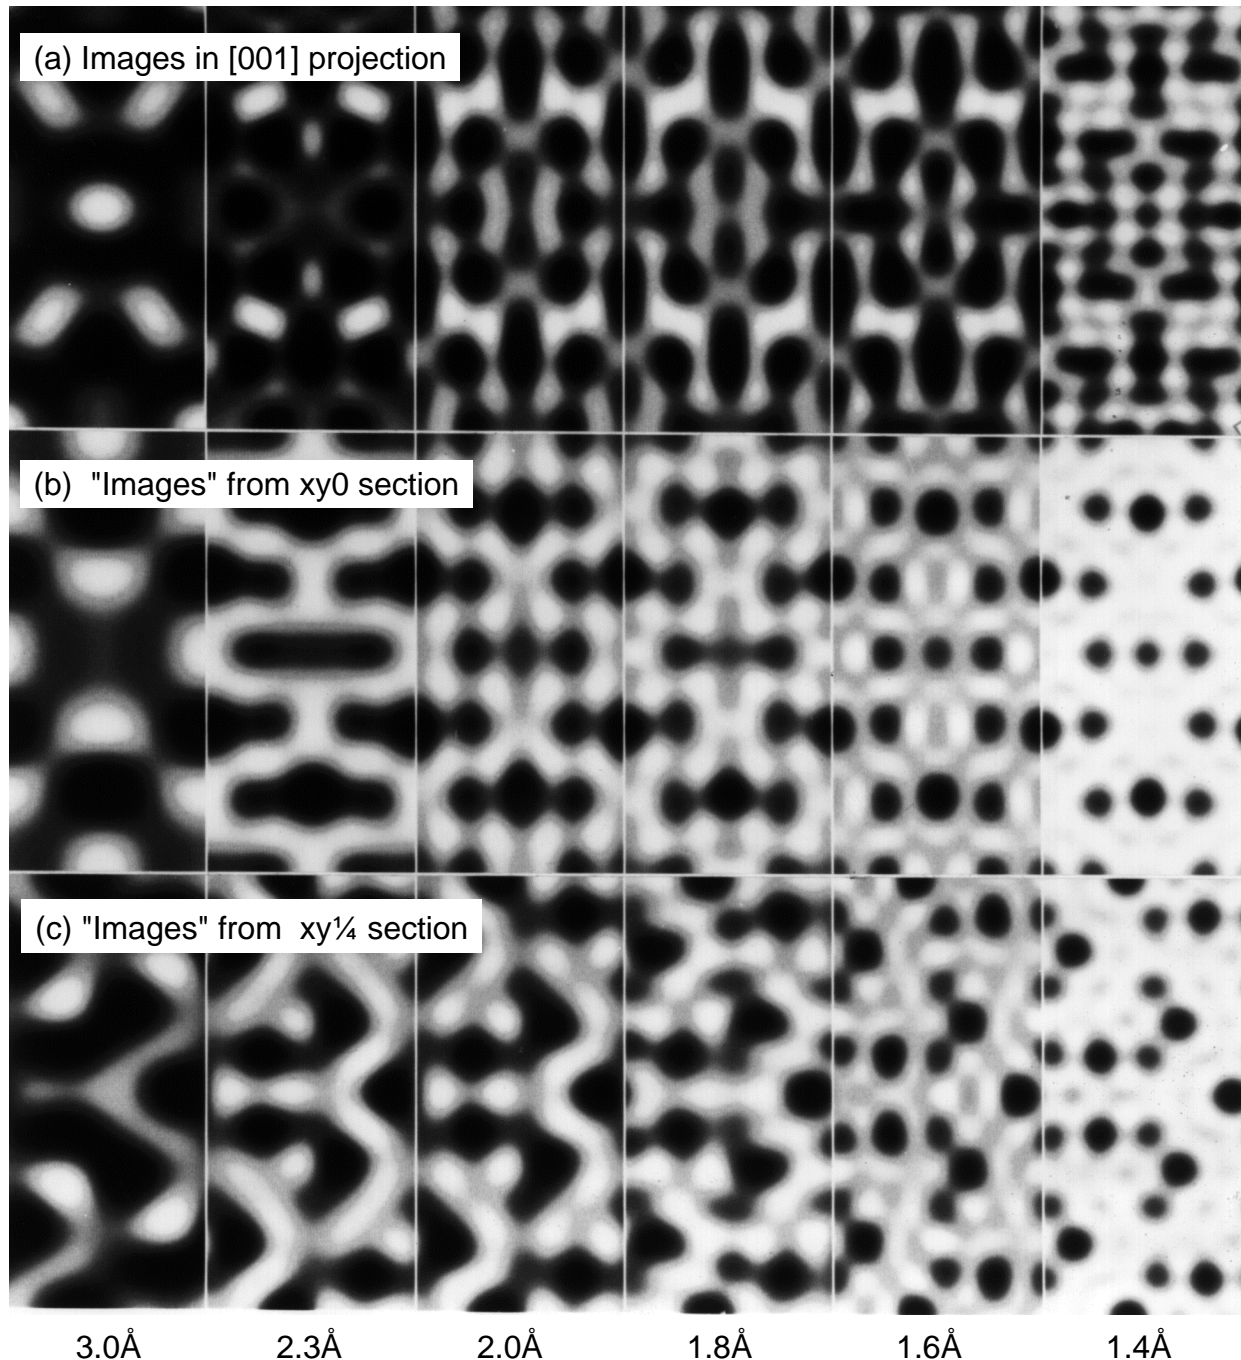 (a) Images in [001] projection
(b) "Images" from xy0 section
(c) "Images" from xy¼ section
3.0Å 2.3Å 2.0Å 1.8Å 1.6Å 1.4Å